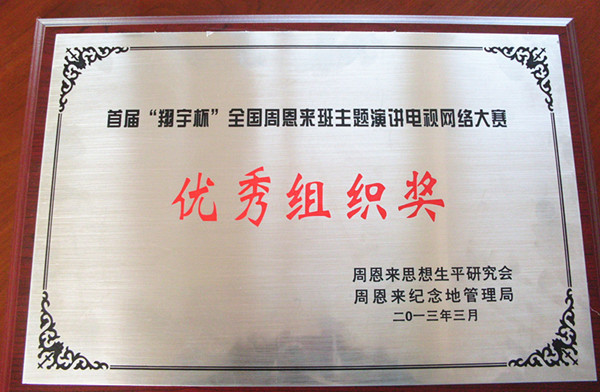 首届“翔宇杯”全国周恩来班主题演讲电视网络大赛
优秀组织奖
周恩来思想生平研究会
周恩来纪念地管理局
二〇一三年三月